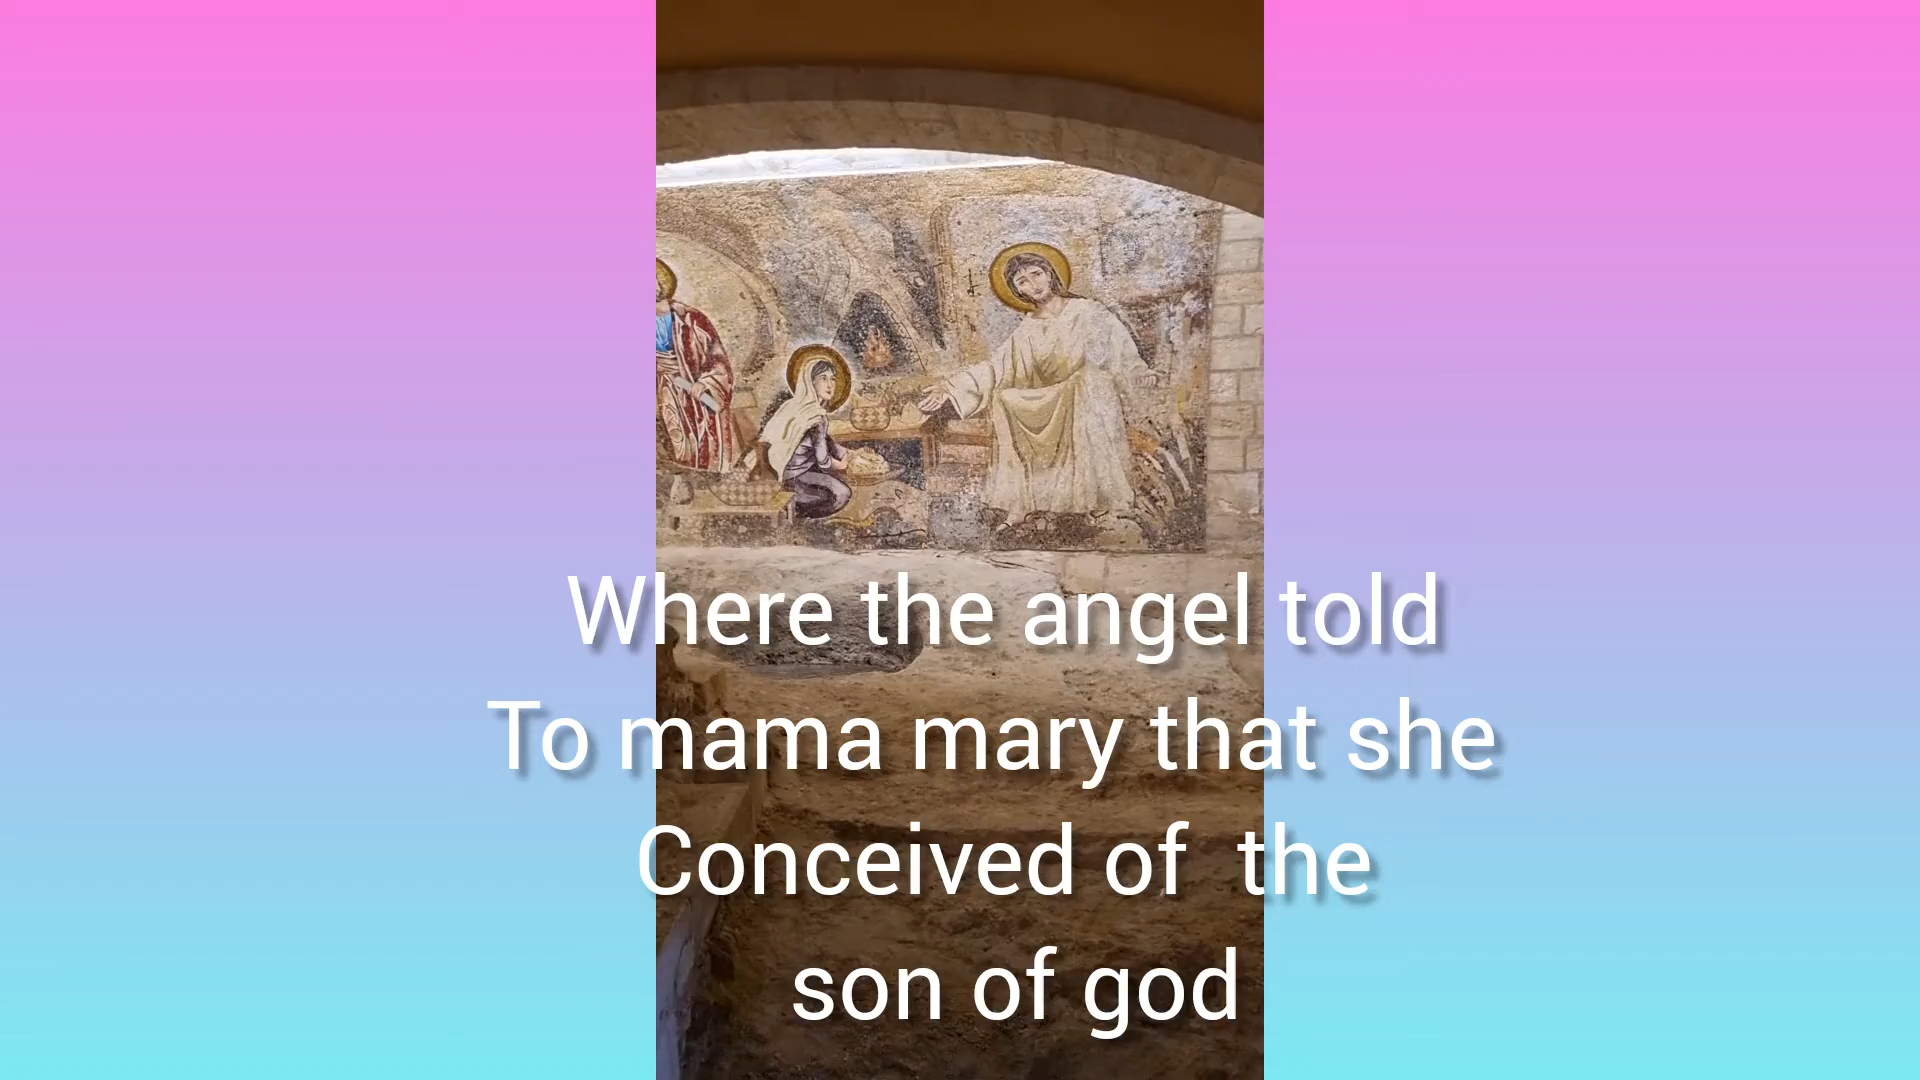 Where the angel told
To mama mary that she
Conceived of  the
son of god